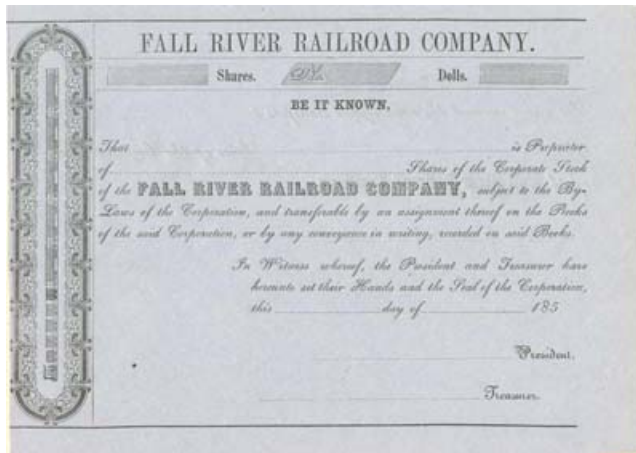 FALL RIVER RAILROAD COMPANY.
Shares. No. Dolls.
BE IT KNOWN,
That is Proprietor
of Shares of the Corporate Stock
of the FALL RIVER RAILROAD COMPANY, subject to the By-
Laws of the Corporation, and transferable by an assignment thereof on the Books
of the said Corporation, or by any conveyance in writing, recorded on said Books.
In Witness whereof, the President and Treasurer have
hereunto set their Hands and the Seal of the Corporation,
this day of 185
President.
Treasurer.